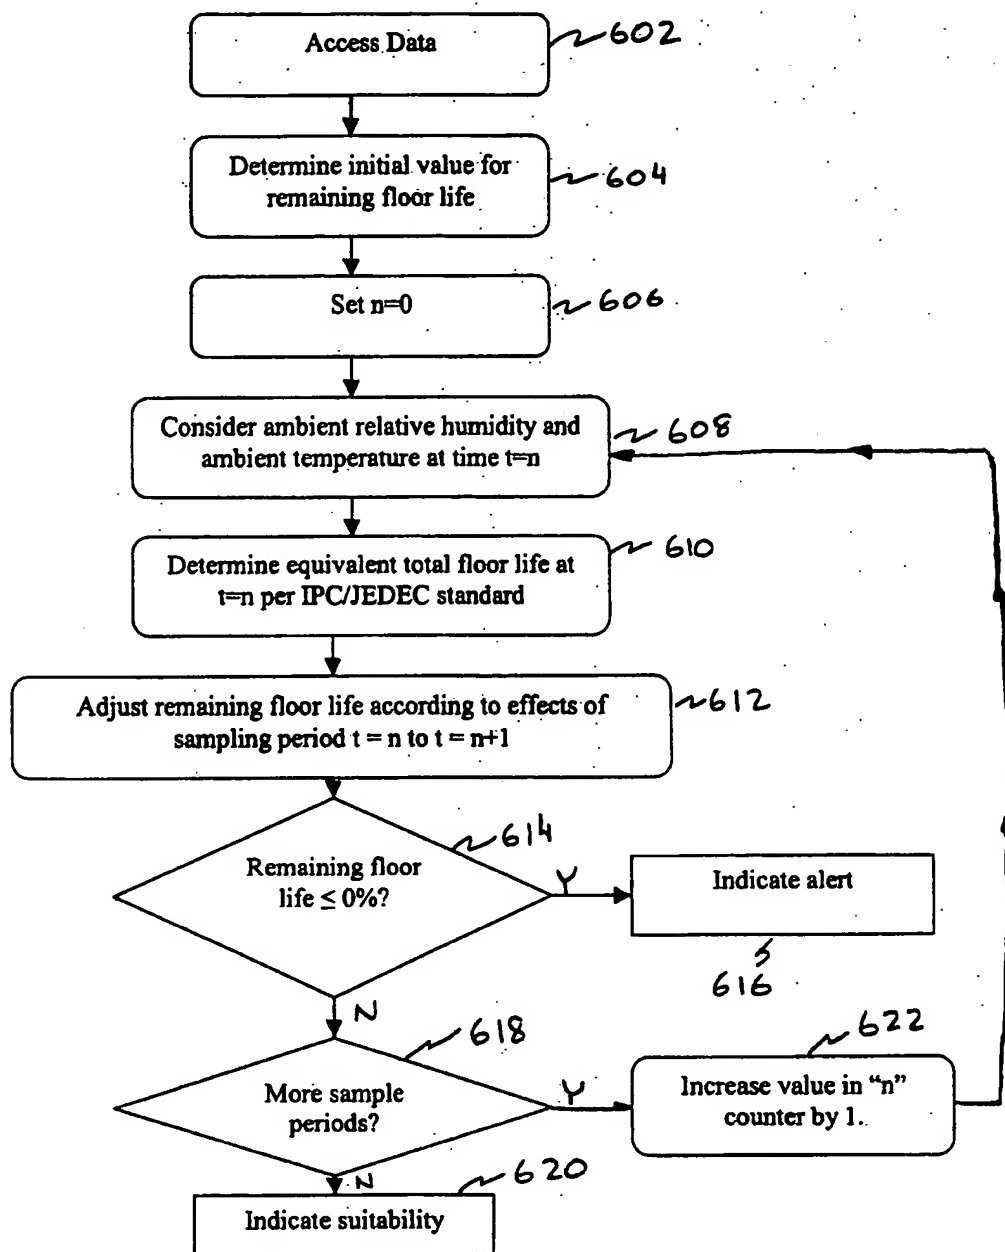 Access Data
602
Determine initial value for
remaining floor life
604
Set n=0
606
Consider ambient relative humidity and
ambient temperature at time t=n
608
Determine equivalent total floor life at
t=n per IPC/JEDEC standard
610
Adjust remaining floor life according to effects of
sampling period t = n to t = n+1
612
614
Remaining floor
life ≤ 0%?
Y
Indicate alert
616
N
618
More sample
periods?
Y
622
Increase value in "n"
counter by 1.
N
620
Indicate suitability